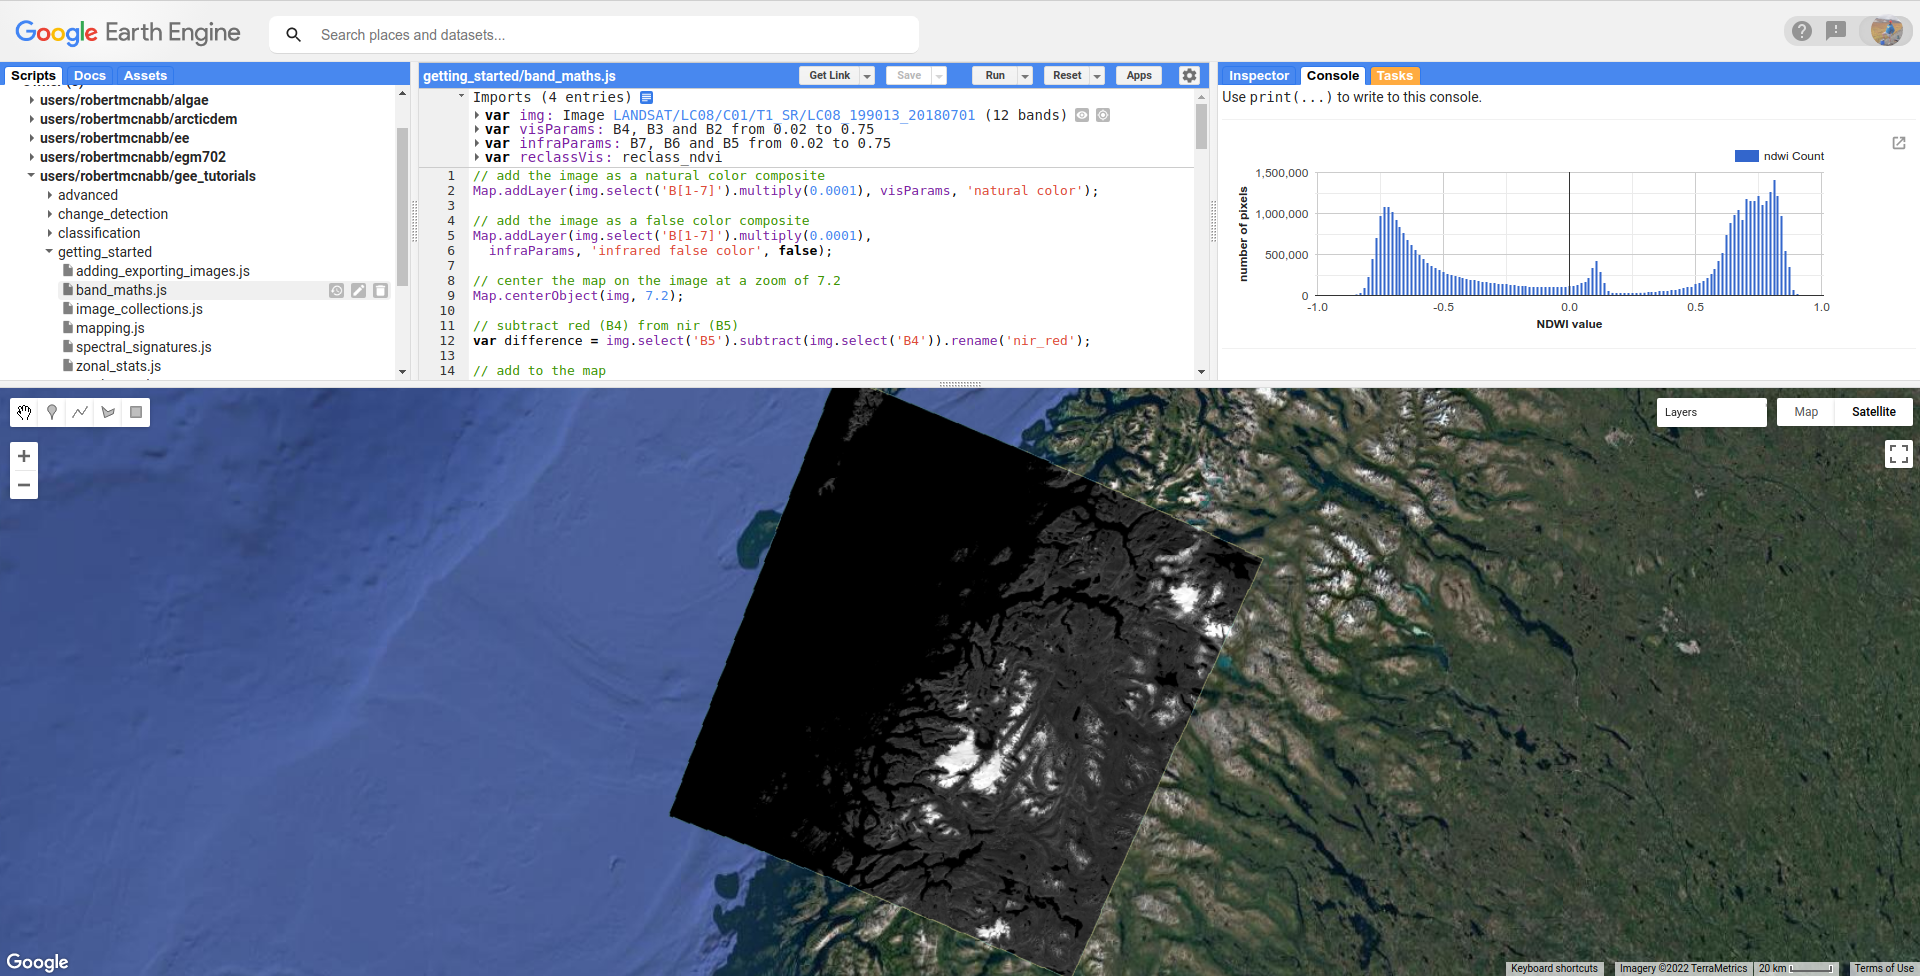 Google Earth Engine
Search places and datasets...
Scripts Docs Assets
users/robertmcnabb/algae
users/robertmcnabb/arcticdem
users/robertmcnabb/ee
users/robertmcnabb/egm702
users/robertmcnabb/gee_tutorials
advanced
change_detection
classification
getting_started
adding_exporting_images.js
band_maths.js
image_collections.js
mapping.js
spectral_signatures.js
zonal_stats.js
getting_started/band_maths.js
Get Link Save Run Reset Apps
Imports (4 entries)
var img: Image LANDSAT/LC08/C01/T1_SR/LC08_199013_20180701 (12 bands)
var visParams: B4, B3 and B2 from 0.02 to 0.75
var infraParams: B7, B6 and B5 from 0.02 to 0.75
var reclassVis: reclass_ndvi
1 // add the image as a natural color composite
2 Map.addLayer(img.select('B[1-7]').multiply(0.0001), visParams, 'natural color');
3
4 // add the image as a false color composite
5 Map.addLayer(img.select('B[1-7]').multiply(0.0001),
6 infraParams, 'infrared false color', false);
7
8 // center the map on the image at a zoom of 7.2
9 Map.centerObject(img, 7.2);
10
11 // subtract red (B4) from nir (B5)
12 var difference = img.select('B5').subtract(img.select('B4')).rename('nir_red');
13
14 // add to the map
Inspector Console Tasks
Use print(...) to write to this console.
ndwi Count
number of pixels
1,500,000
1,000,000
500,000
0
-1.0 -0.5 0.0 0.5 1.0
NDWI value
Layers
Map Satellite
+
−
Google
Keyboard shortcuts Imagery ©2022 TerraMetrics 20 km Terms of Use